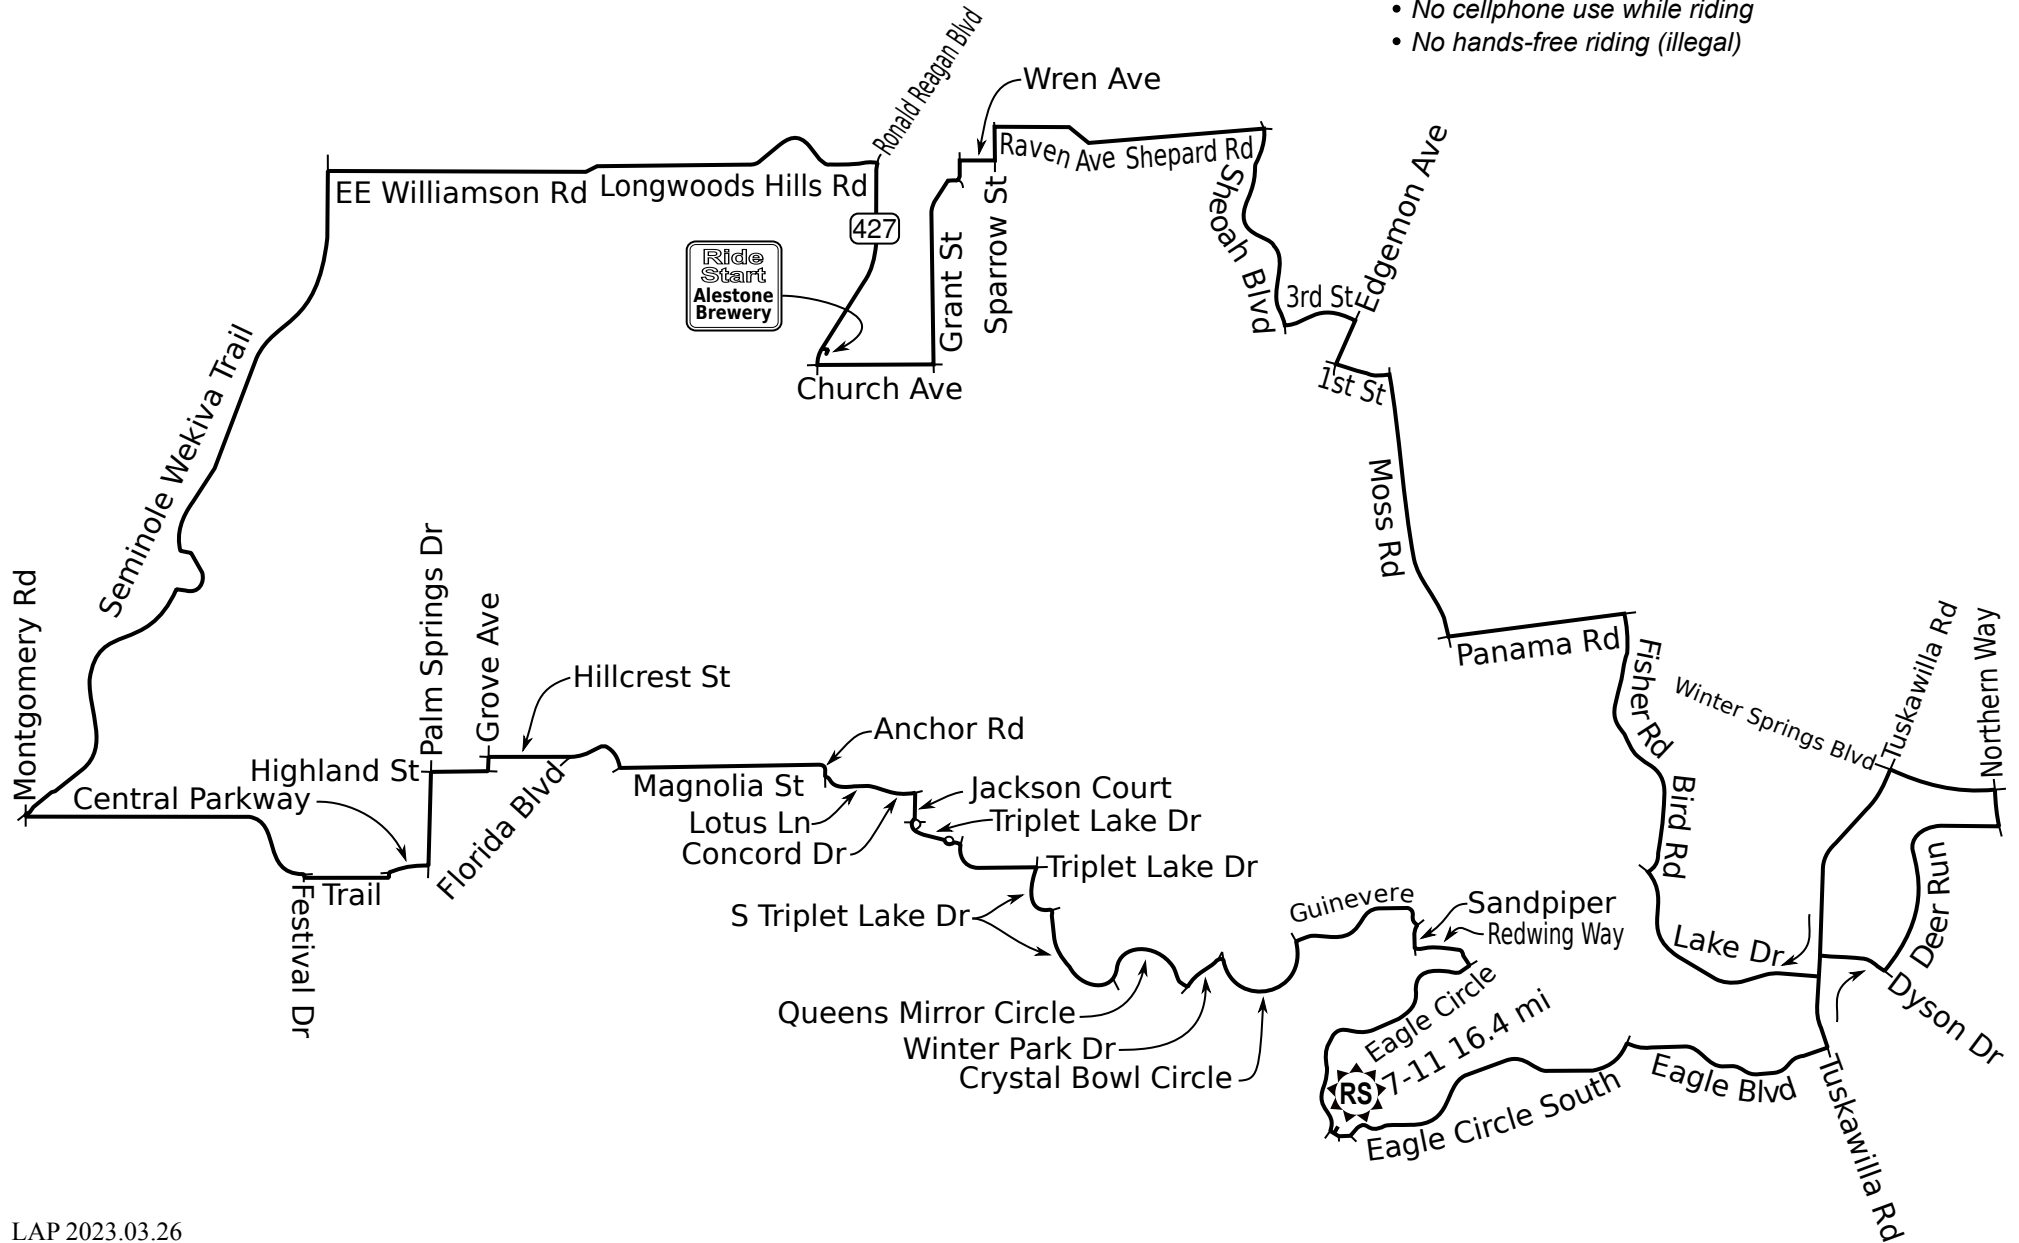 • No cellphone use while riding
• No hands-free riding (illegal)
Ronald Reagan Blvd
Wren Ave
Raven Ave
Shepard Rd
Edgemon Ave
EE Williamson Rd
Longwoods Hills Rd
427
Ride
Start
Alestone
Brewery
Grant St
Sparrow St
Sheoah Blvd
3rd St
Church Ave
1st St
Seminole Wekiva Trail
Moss Rd
Montgomery Rd
Palm Springs Dr
Grove Ave
Hillcrest St
Panama Rd
Fisher Rd
Winter Springs Blvd
Tuskawilla Rd
Northern Way
Highland St
Central Parkway
Anchor Rd
Magnolia St
Jackson Court
Lotus Ln
Triplet Lake Dr
Concord Dr
Bird Rd
Florida Blvd
Trail
Festival Dr
Triplet Lake Dr
S Triplet Lake Dr
Guinevere
Sandpiper
Redwing Way
Lake Dr
Deer Run
Dyson Dr
Queens Mirror Circle
Winter Park Dr
Crystal Bowl Circle
Eagle Circle
7-11 16.4 mi
RS
Eagle Circle South
Eagle Blvd
Tuskawilla Rd
LAP 2023.03.26